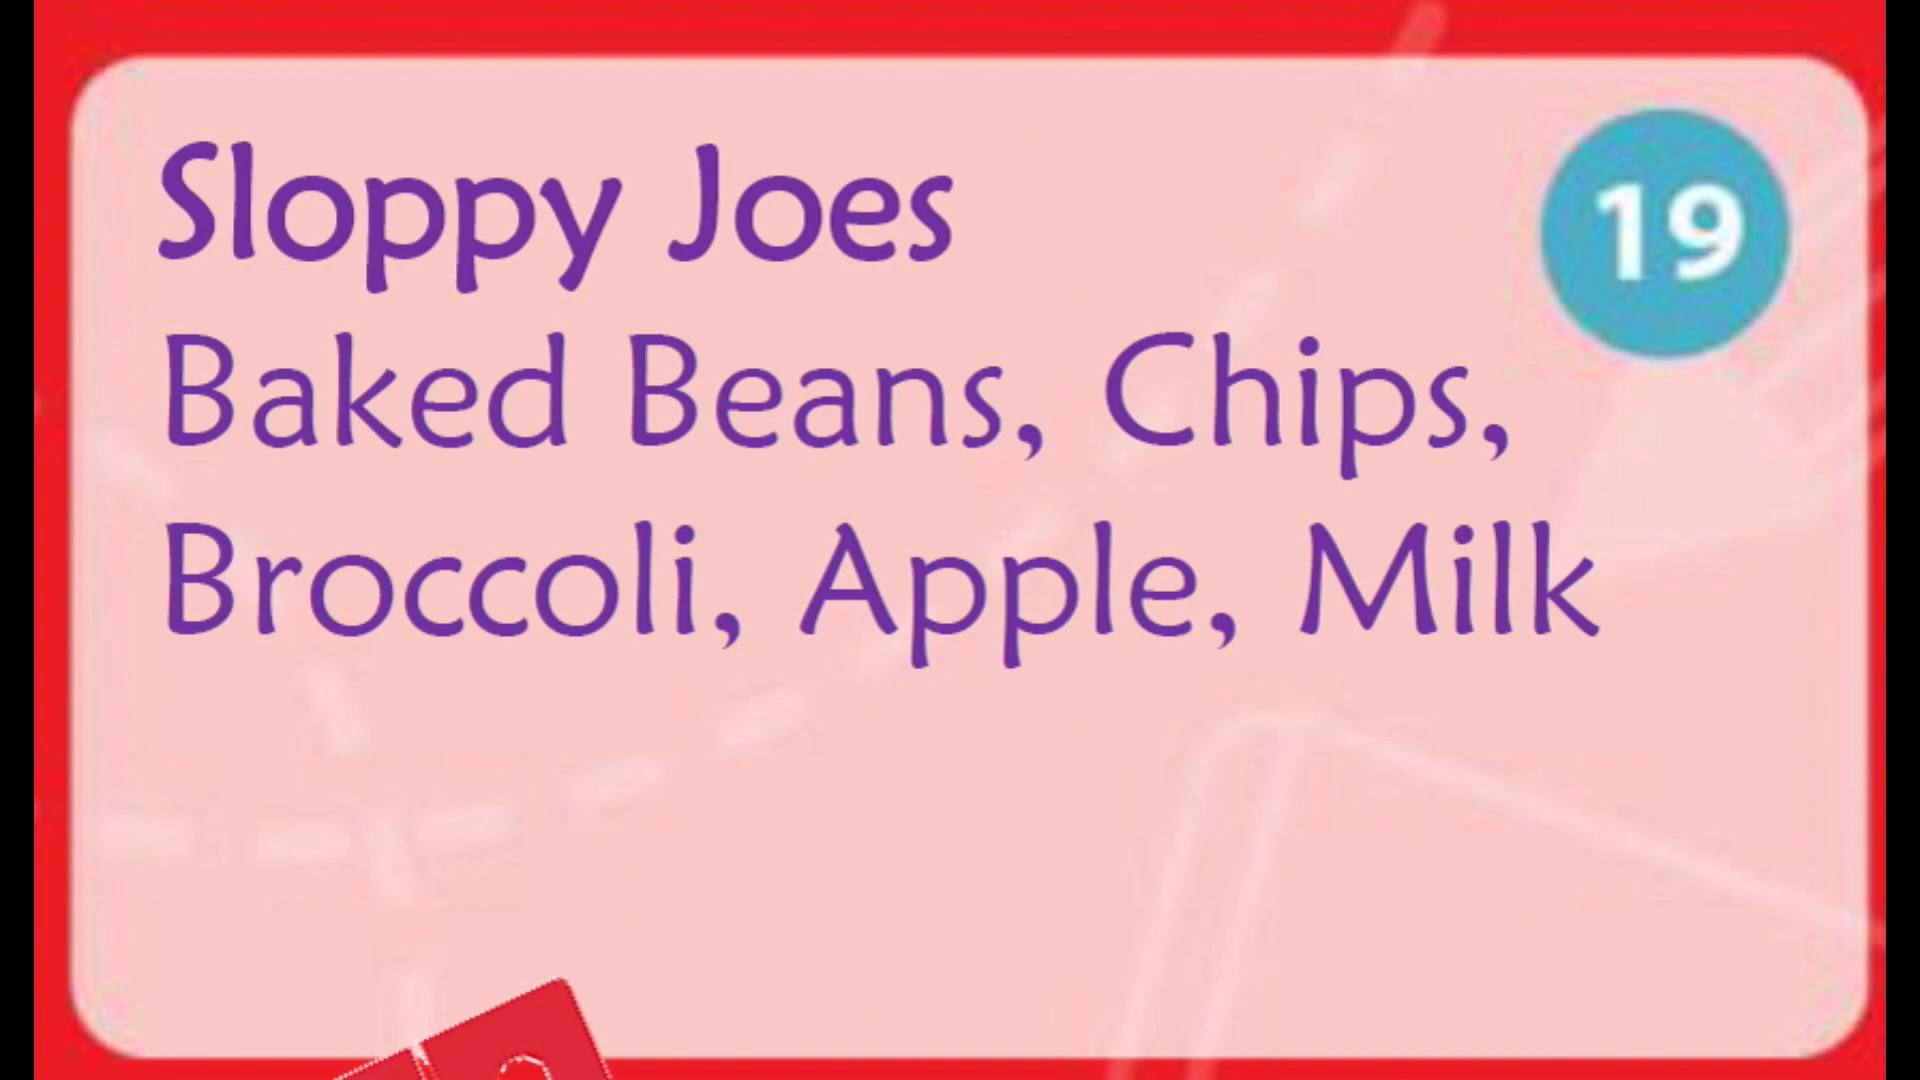 Sloppy Joes
19
Baked Beans, Chips,
Broccoli, Apple, Milk